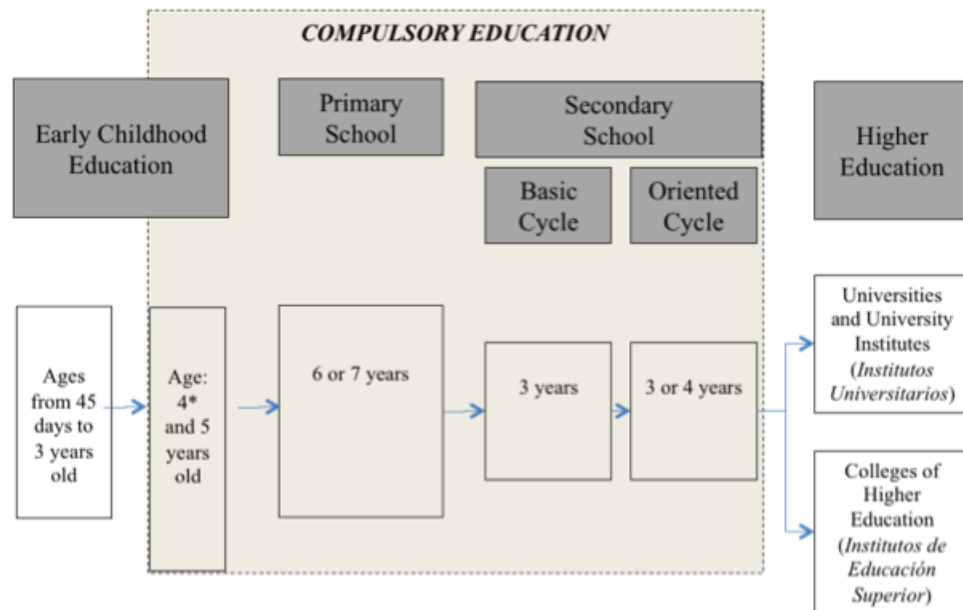 COMPULSORY EDUCATION
Early Childhood
Education
Primary
School
Secondary
School
Basic
Cycle
Oriented
Cycle
Higher
Education
Ages
from 45
days to
3 years
old
Age:
4*
and 5
years
old
6 or 7 years
3 years
3 or 4 years
Universities
and University
Institutes
(Institutos
Universitarios)
Colleges of
Higher
Education
(Institutos de
Educación
Superior)